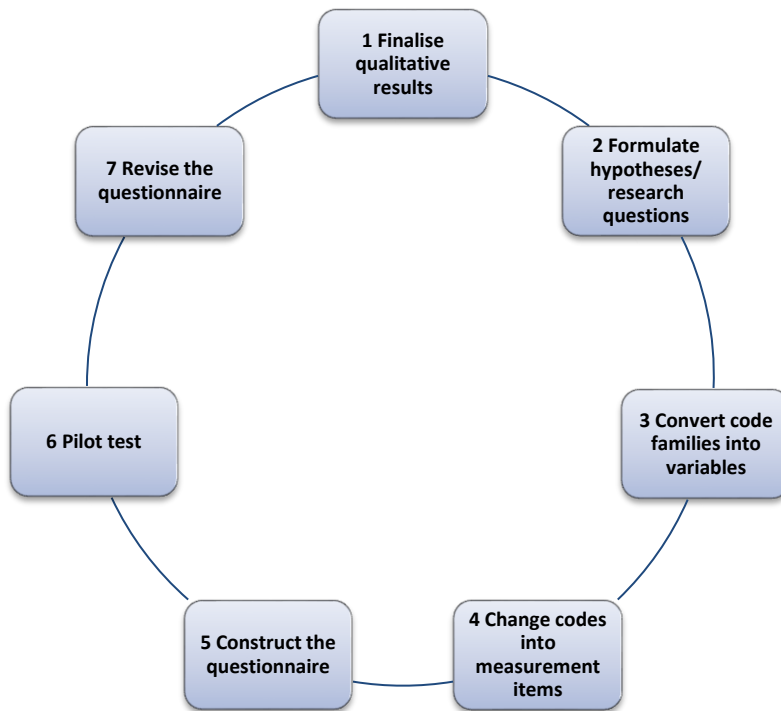 1 Finalise
qualitative
results
2 Formulate
hypotheses/
research
questions
3 Convert code
families into
variables
4 Change codes
into
measurement
items
5 Construct the
questionnaire
6 Pilot test
7 Revise the
questionnaire